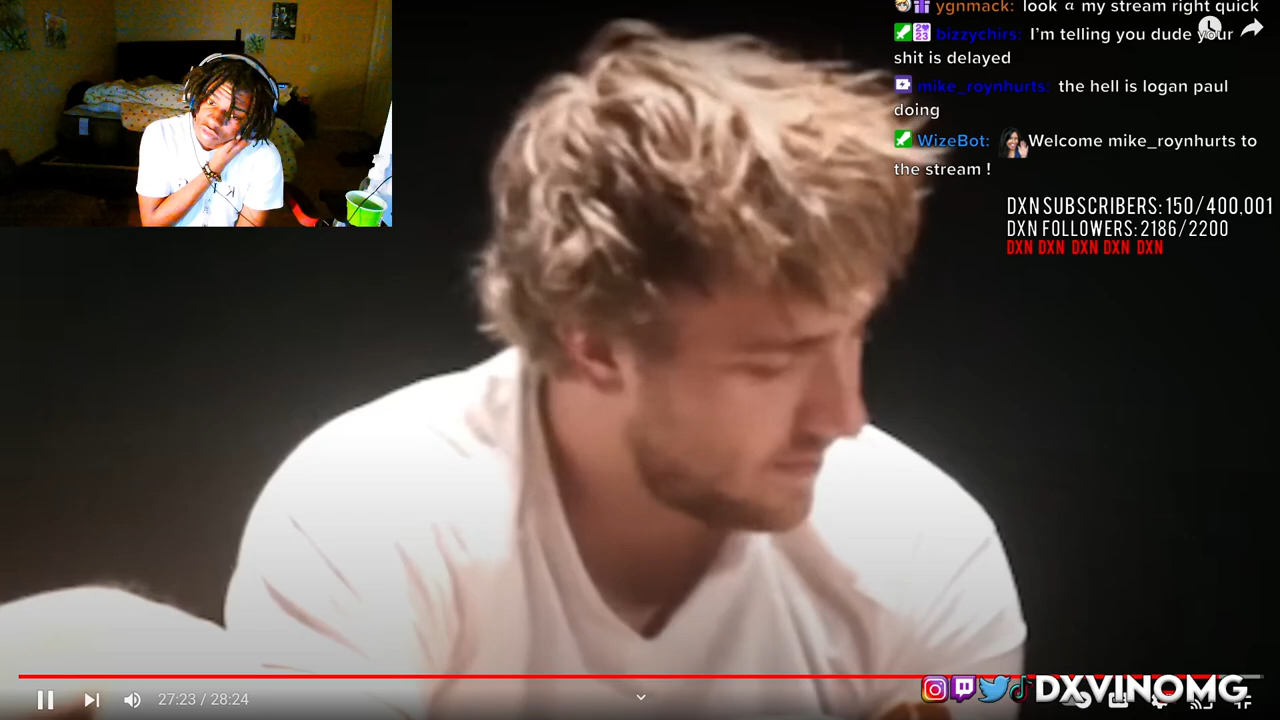 ygnmack: look a my stream right quick
bizzychirs: I'm telling you dude your
shit is delayed
mike_roynhurts: the hell is logan paul
doing
WizeBot: Welcome mike_roynhurts to
the stream !
DXN SUBSCRIBERS: 150/400,001
DXN FOLLOWERS: 2186/2200
DXN DXN DXN DXN DXN
27:23 / 28:24
DXVINOMG